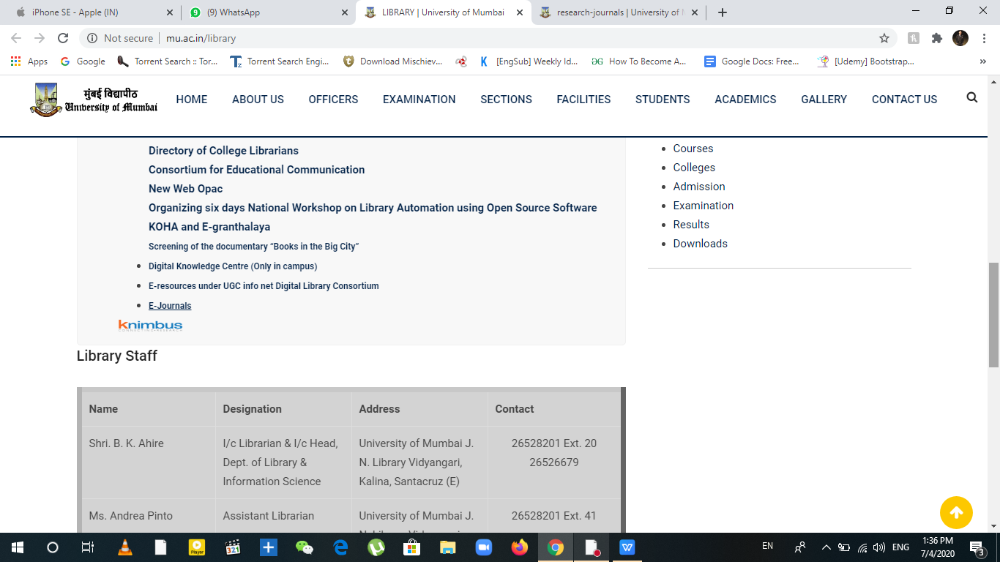 iPhone SE - Apple (IN)
(9) WhatsApp
LIBRARY | University of Mumbai
research-journals | University of
Not secure
mu.ac.in/library
Apps
Google
Torrent Search :: Tor...
Torrent Search Engi...
Download Mischiev...
[EngSub] Weekly Id...
How To Become A...
Google Docs: Free...
[Udemy] Bootstrap...
»
मुंबई विद्यापीठ
University of Mumbai
HOME
ABOUT US
OFFICERS
EXAMINATION
SECTIONS
FACILITIES
STUDENTS
ACADEMICS
GALLERY
CONTACT US
Directory of College Librarians
Consortium for Educational Communication
New Web Opac
Organizing six days National Workshop on Library Automation using Open Source Software
KOHA and E-granthalaya
Screening of the documentary “Books in the Big City”
Digital Knowledge Centre (Only in campus)
E-resources under UGC info net Digital Library Consortium
E-Journals
Knimbus
CONNECTING RESEARCH
Courses
Colleges
Admission
Examination
Results
Downloads
Library Staff
Name
Designation
Address
Contact
Shri. B. K. Ahire
I/c Librarian & I/c Head,
Dept. of Library &
Information Science
University of Mumbai J.
N. Library Vidyangari,
Kalina, Santacruz (E)
26528201 Ext. 20
26526679
Ms. Andrea Pinto
Assistant Librarian
University of Mumbai J.
26528201 Ext. 41
Player
321
EN
ENG
1:36 PM
7/4/2020
3